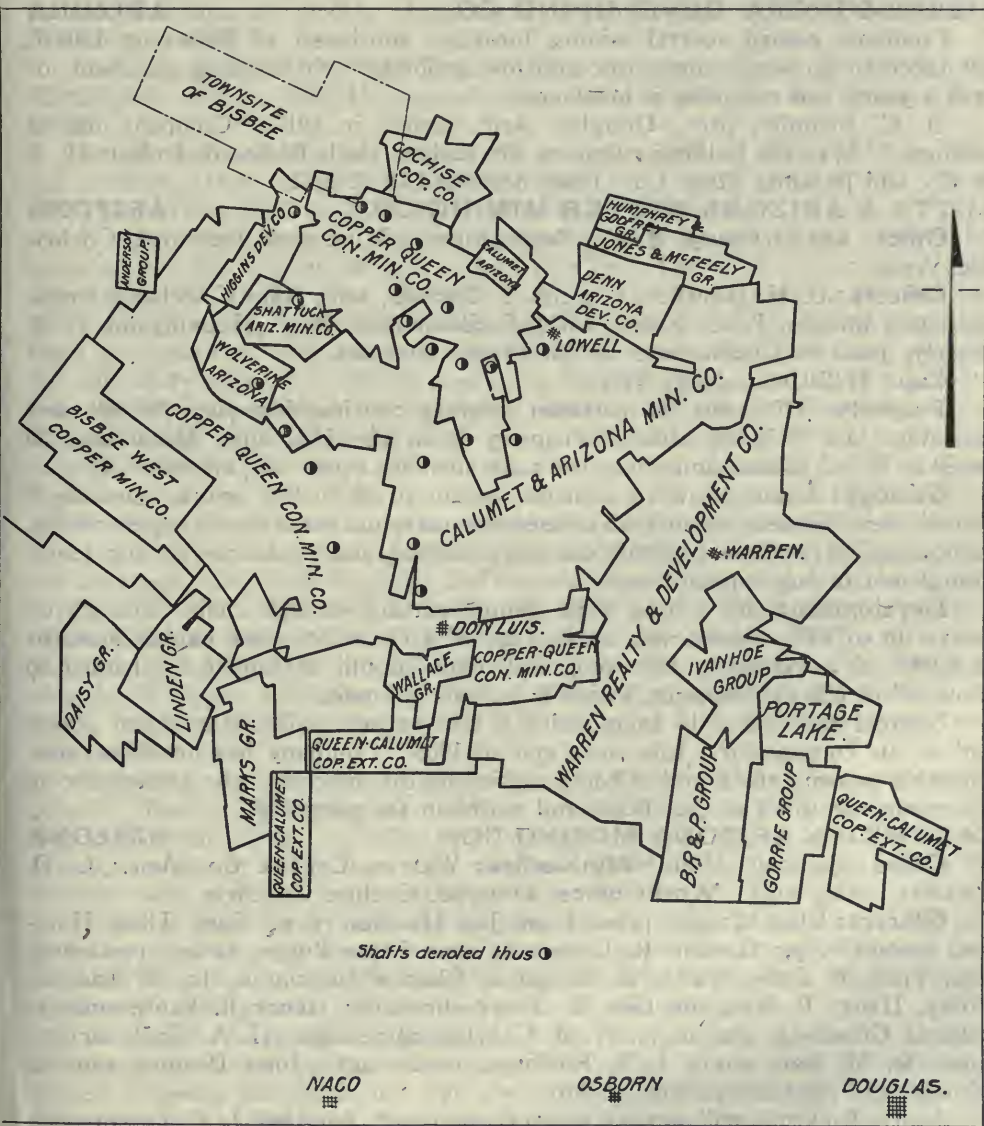 TOWNSITE
OF BISBEE
COCHISE
COP. CO.
HUMPHREY
GODFREY
GR.
JONES & McFEELY
GR.
ANDERSON
GROUP.
HIGGINS DEV. CO
COPPER QUEEN
CON. MIN. CO.
CALUMET
ARIZONA
DENN
ARIZONA
DEV. CO.
SHATTUCK
ARIZ. MIN. CO.
LOWELL
WOLVERINE
ARIZONA
BISBEE WEST
COPPER MIN. CO.
COPPER QUEEN CON. MIN. CO.
CALUMET & ARIZONA MIN. CO.
WARREN REALTY & DEVELOPMENT CO.
WARREN.
DON LUIS.
DAISY GR.
LINDEN GR.
WALLACE
GR.
COPPER-QUEEN
CON. MIN. CO.
IVANHOE
GROUP
PORTAGE
LAKE.
MARKS GR.
QUEEN-CALUMET
COP. EXT. CO.
QUEEN-CALUMET
COP. EXT. CO.
B.R & P. GROUP
GORRIE GROUP
QUEEN-CALUMET
COP. EXT. CO.
Shafts denoted thus
NACO
OSBORN
DOUGLAS.